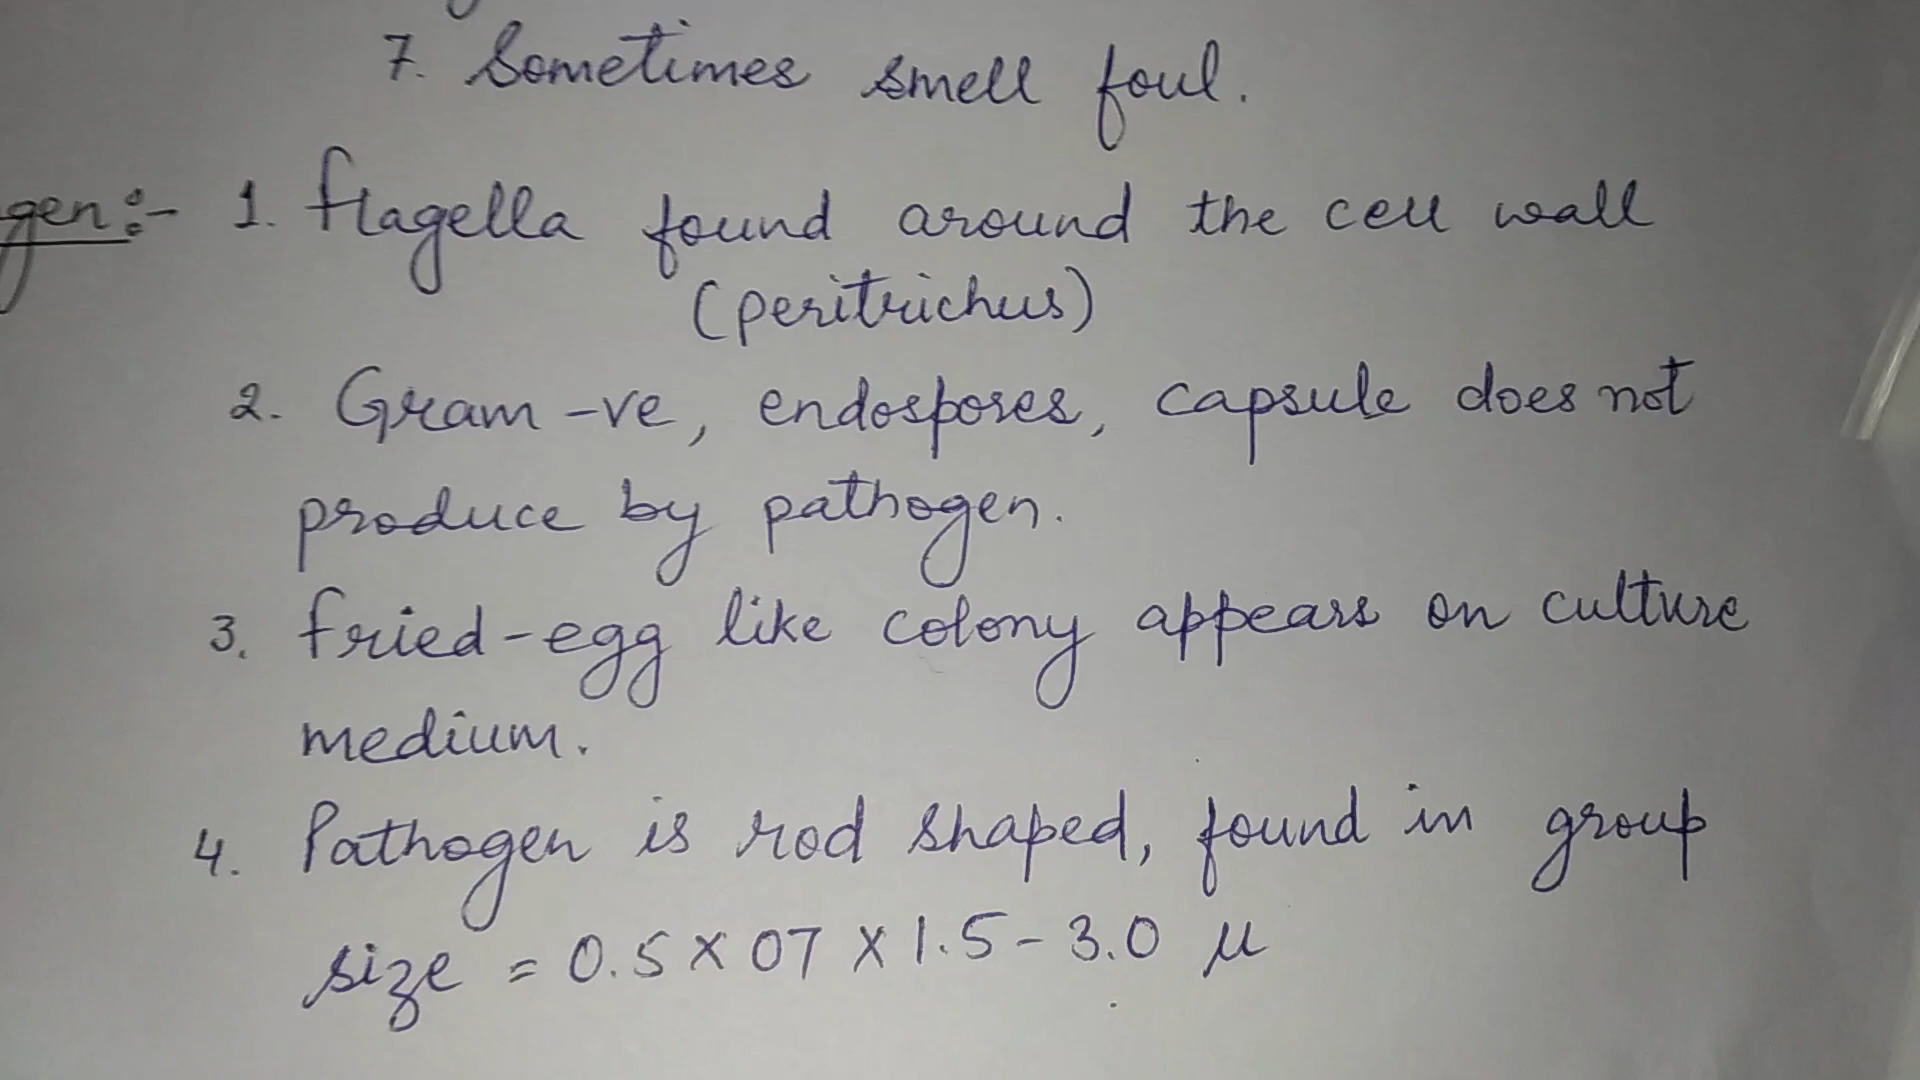 7. Sometimes smell foul.
gen:- 1. Flagella found around the cell wall
(peritrichus)
2. Gram -ve, endospores, capsule does not
produce by pathogen.
3. Fried-egg like colony appears on culture
medium.
4. Pathogen is rod shaped, found in group
size = 0.5 x 07 x 1.5 - 3.0 μ